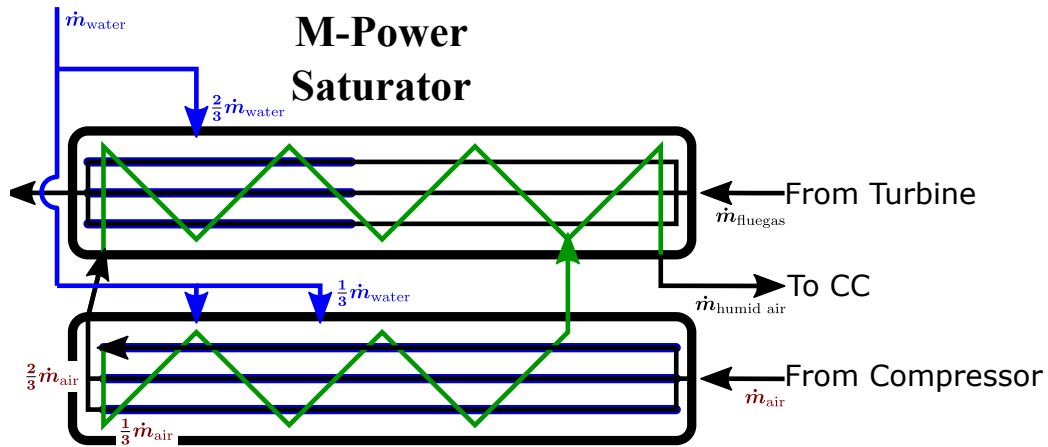 ṁwater
M-Power
Saturator
2/3 ṁwater
From Turbine
ṁfluegas
To CC
1/3 ṁwater
ṁhumid air
2/3 ṁair
From Compressor
ṁair
1/3 ṁair